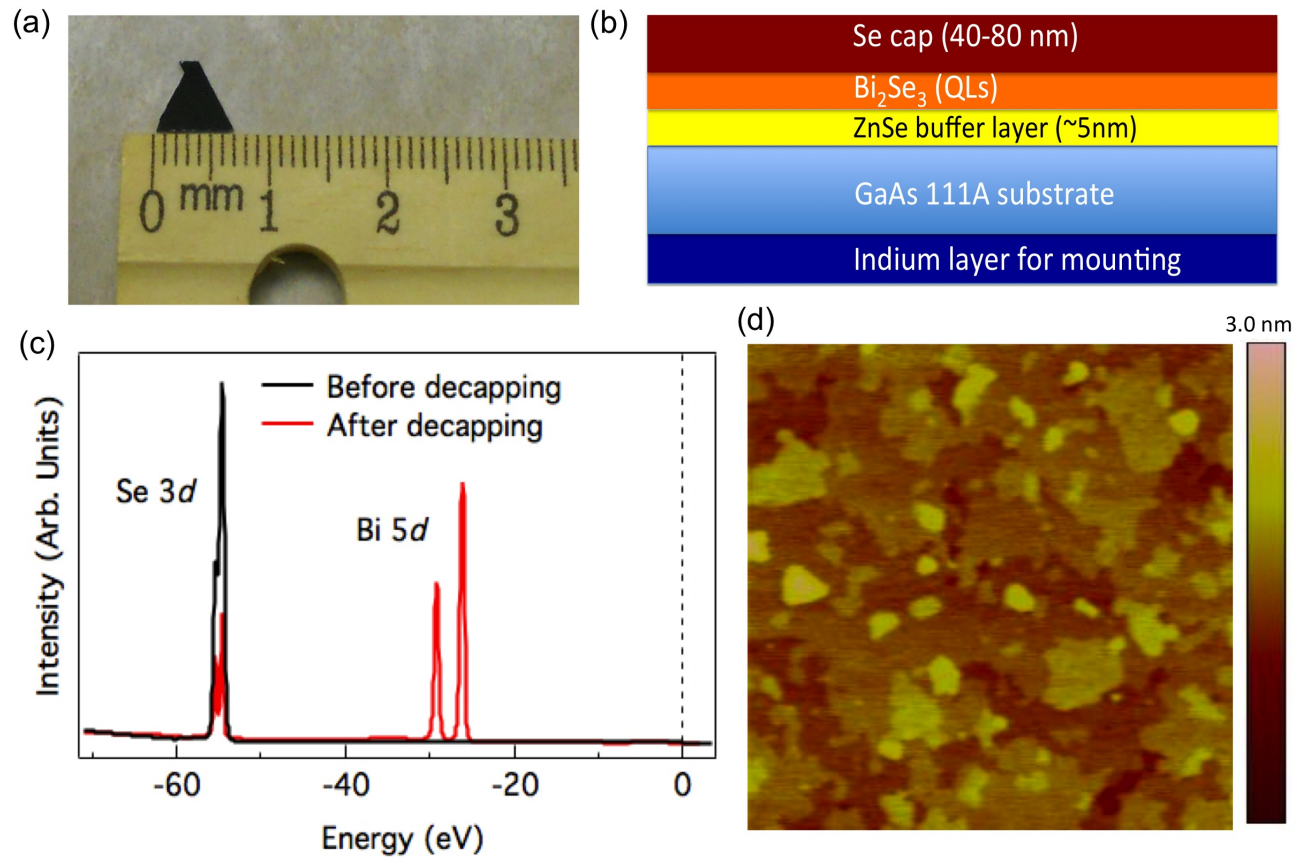 (a)
0 mm 1 2 3
(b)
Se cap (40-80 nm)
Bi₂Se₃ (QLs)
ZnSe buffer layer (~5nm)
GaAs 111A substrate
Indium layer for mounting
(c)
Before decapping
After decapping
Se 3d
Bi 5d
Intensity (Arb. Units)
-60 -40 -20 0
Energy (eV)
(d)
3.0 nm